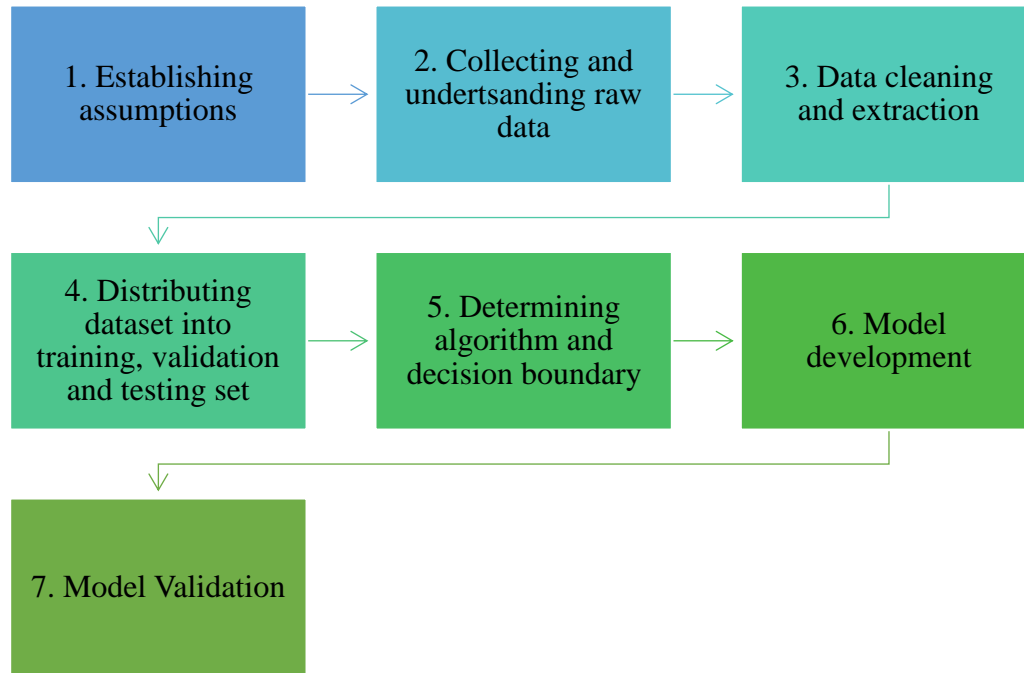 1. Establishing
assumptions
2. Collecting and
undertsanding raw
data
3. Data cleaning
and extraction
4. Distributing
dataset into
training, validation
and testing set
5. Determining
algorithm and
decision boundary
6. Model
development
7. Model Validation